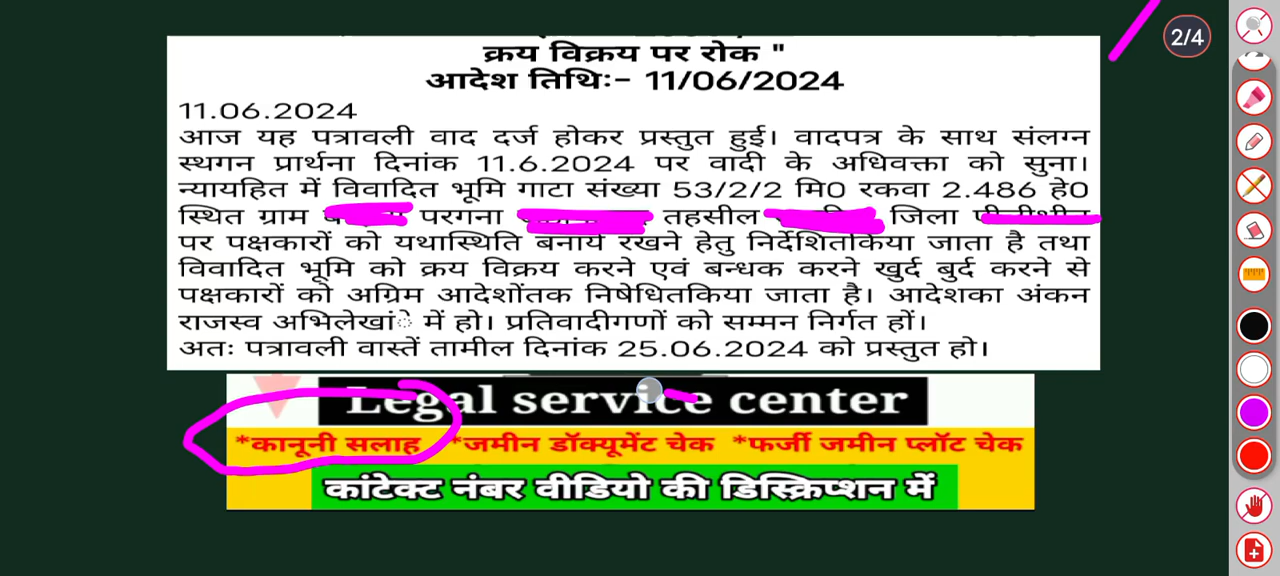 2/4
क्रय विक्रय पर रोक "
आदेश तिथिः- 11/06/2024
11.06.2024
आज यह पत्रावली वाद दर्ज होकर प्रस्तुत हुई। वादपत्र के साथ संलग्न
स्थगन प्रार्थना दिनांक 11.6.2024 पर वादी के अधिवक्ता को सुना।
न्यायहित में विवादित भूमि गाटा संख्या 53/2/2 मि0 रकवा 2.486 हे0
स्थित ग्राम परगना तहसील जिला
पर पक्षकारों को यथास्थिति बनाये रखने हेतु निर्देशितकिया जाता है तथा
विवादित भूमि को क्रय विक्रय करने एवं बन्धक करने खुर्द बुर्द करने से
पक्षकारों को अग्रिम आदेशोंतक निषेधितकिया जाता है। आदेशका अंकन
राजस्व अभिलेखांे में हो। प्रतिवादीगणों को सम्मन निर्गत हों।
अतः पत्रावली वास्तें तामील दिनांक 25.06.2024 को प्रस्तुत हो।
Legal service center
*कानूनी सलाह *जमीन डॉक्यूमेंट चेक *फर्जी जमीन प्लॉट चेक
कांटेक्ट नंबर वीडियो की डिस्क्रिप्शन में